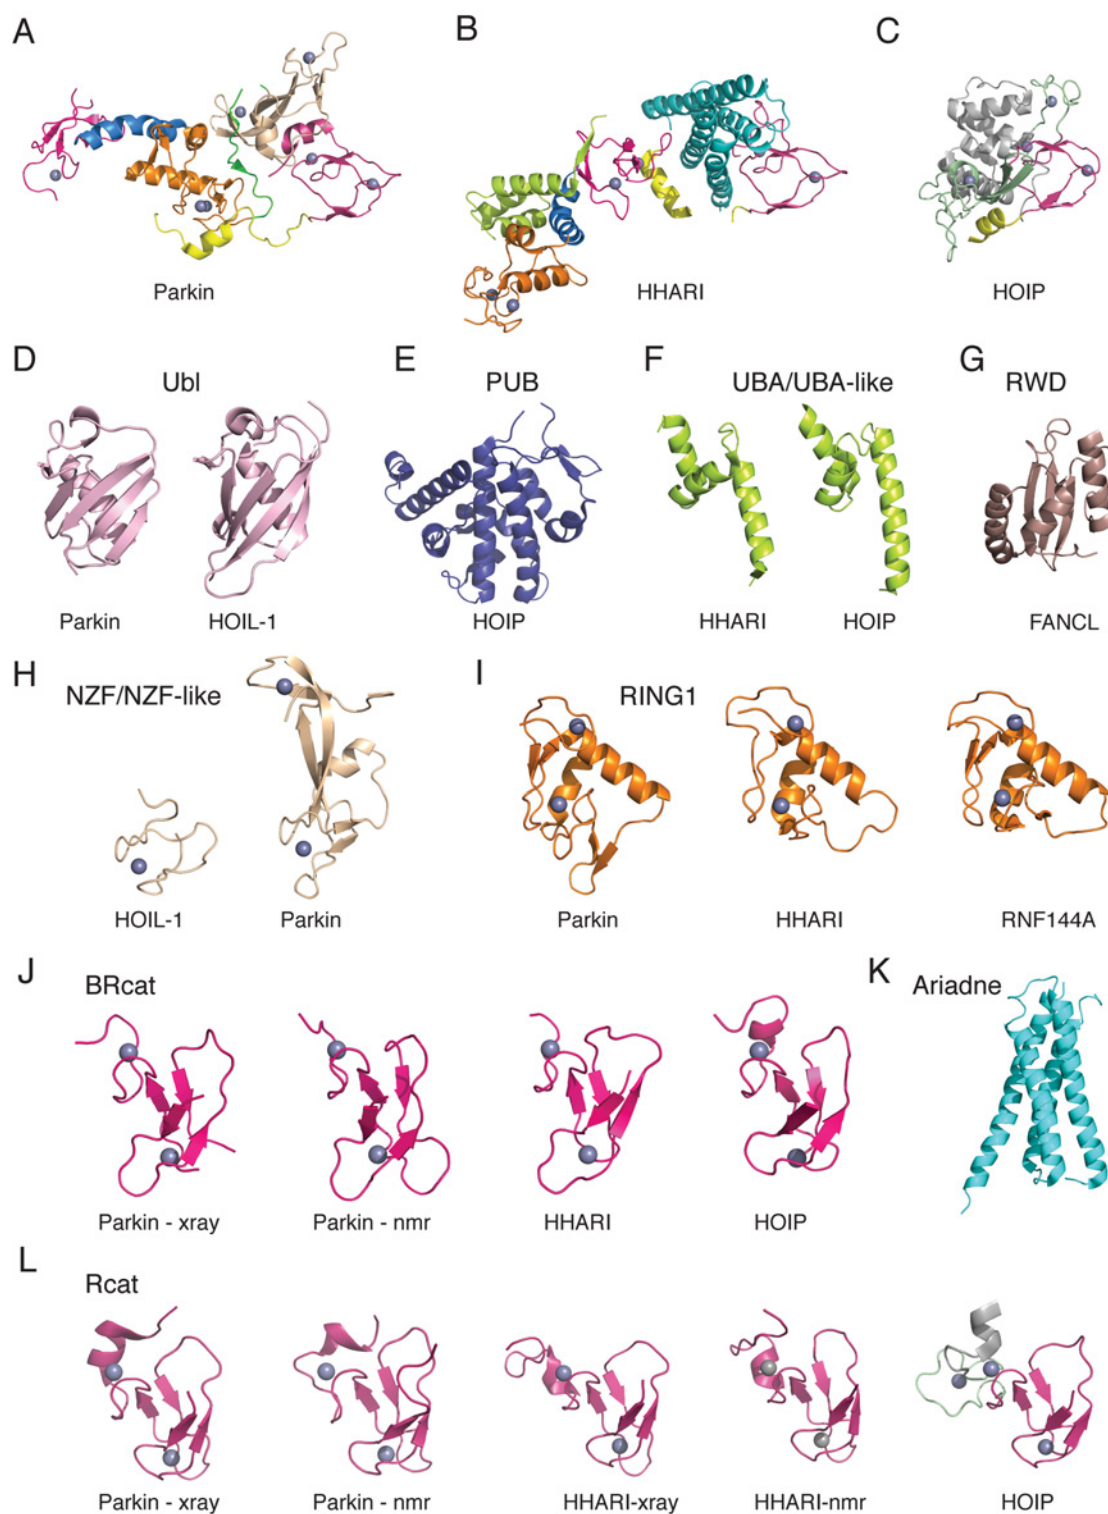 A
B
C
Parkin
HHARI
HOIP
D
Ubl
E
PUB
F
UBA/UBA-like
G
RWD
Parkin
HOIL-1
HOIP
HHARI
HOIP
FANCL
H
NZF/NZF-like
I
RING1
HOIL-1
Parkin
Parkin
HHARI
RNF144A
J
BRcat
K
Ariadne
Parkin - xray
Parkin - nmr
HHARI
HOIP
L
Rcat
Parkin - xray
Parkin - nmr
HHARI-xray
HHARI-nmr
HOIP